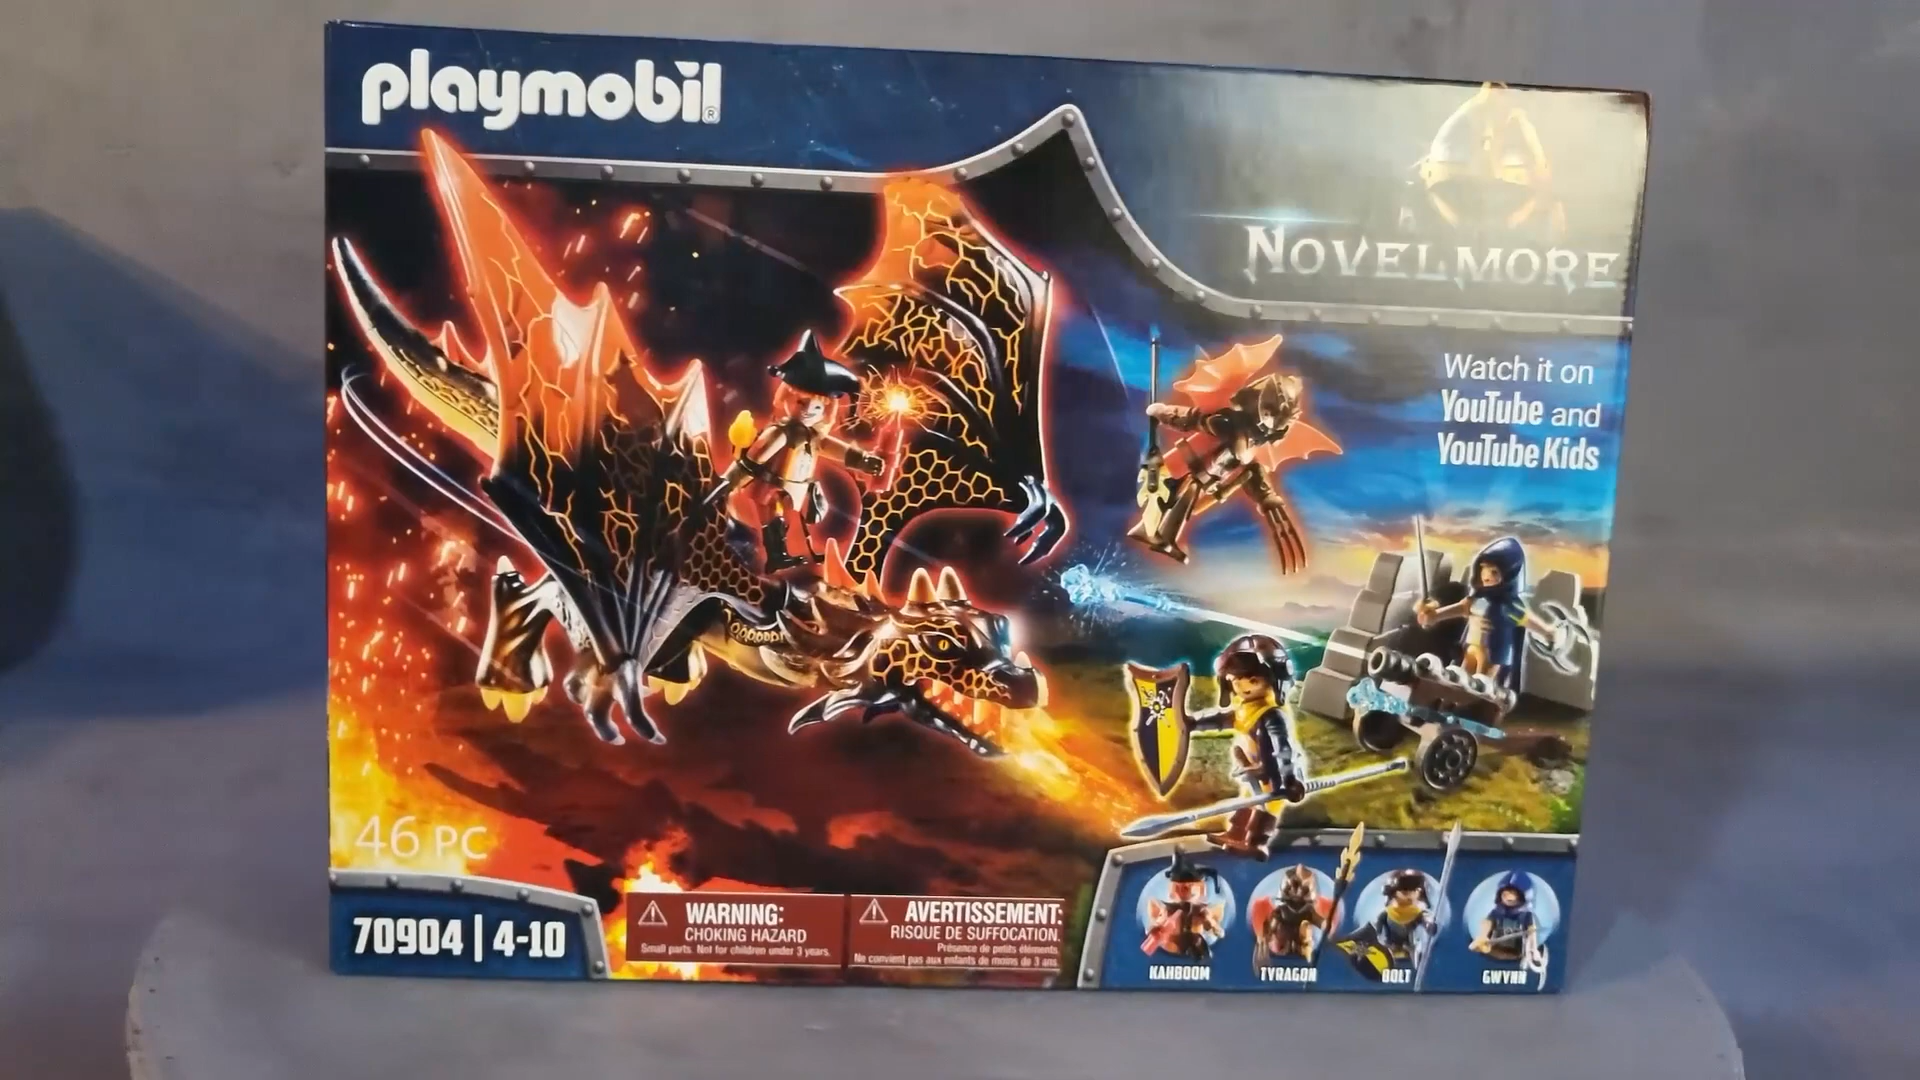 playmobil®
NOVELMORE
Watch it on
YouTube and
YouTube Kids
46 PC
70904 | 4-10
WARNING:
CHOKING HAZARD
Small parts. Not for children under 3 years.
AVERTISSEMENT:
RISQUE DE SUFFOCATION.
Présence de petits éléments.
Ne convient pas aux enfants de moins de 3 ans.
KAHBOOM
TYRAGON
BOLT
GWYNN